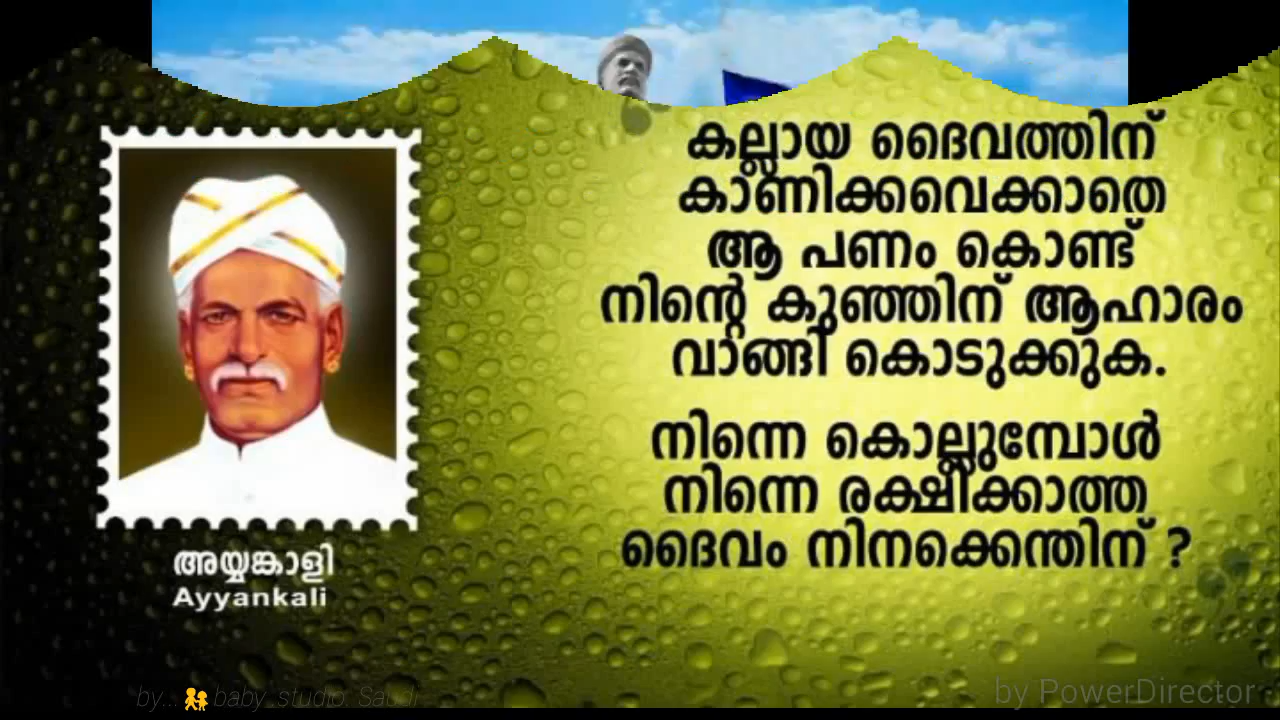 കല്ലായ ദൈവത്തിന്
കാണിക്കവെക്കാതെ
ആ പണം കൊണ്ട്
നിന്റെ കുഞ്ഞിന് ആഹാരം
വാങ്ങി കൊടുക്കുക.
നിന്നെ കൊല്ലുമ്പോൾ
നിന്നെ രക്ഷിക്കാത്ത
ദൈവം നിനക്കെന്തിന് ?
അയ്യങ്കാളി
Ayyankali
by... baby studio. Saudi
by PowerDirector